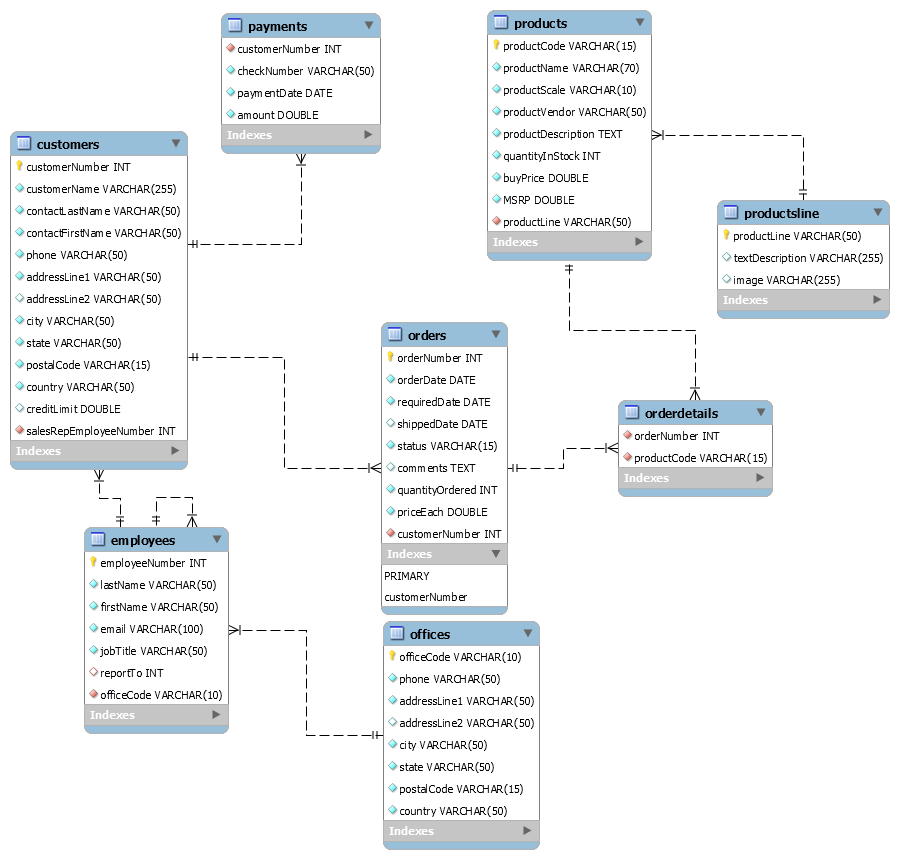 payments
customerNumber INT
checkNumber VARCHAR(50)
paymentDate DATE
amount DOUBLE
Indexes
products
productCode VARCHAR(15)
productName VARCHAR(70)
productScale VARCHAR(10)
productVendor VARCHAR(50)
productDescription TEXT
quantityInStock INT
buyPrice DOUBLE
MSRP DOUBLE
productLine VARCHAR(50)
Indexes
customers
customerNumber INT
customerName VARCHAR(255)
contactLastName VARCHAR(50)
contactFirstName VARCHAR(50)
phone VARCHAR(50)
addressLine1 VARCHAR(50)
addressLine2 VARCHAR(50)
city VARCHAR(50)
state VARCHAR(50)
postalCode VARCHAR(15)
country VARCHAR(50)
creditLimit DOUBLE
salesRepEmployeeNumber INT
Indexes
productsline
productLine VARCHAR(50)
textDescription VARCHAR(255)
image VARCHAR(255)
Indexes
orders
orderNumber INT
orderDate DATE
requiredDate DATE
shippedDate DATE
status VARCHAR(15)
comments TEXT
quantityOrdered INT
priceEach DOUBLE
customerNumber INT
Indexes
PRIMARY
customerNumber
orderdetails
orderNumber INT
productCode VARCHAR(15)
Indexes
employees
employeeNumber INT
lastName VARCHAR(50)
firstName VARCHAR(50)
email VARCHAR(100)
jobTitle VARCHAR(50)
reportTo INT
officeCode VARCHAR(10)
Indexes
offices
officeCode VARCHAR(10)
phone VARCHAR(50)
addressLine1 VARCHAR(50)
addressLine2 VARCHAR(50)
city VARCHAR(50)
state VARCHAR(50)
postalCode VARCHAR(15)
country VARCHAR(50)
Indexes